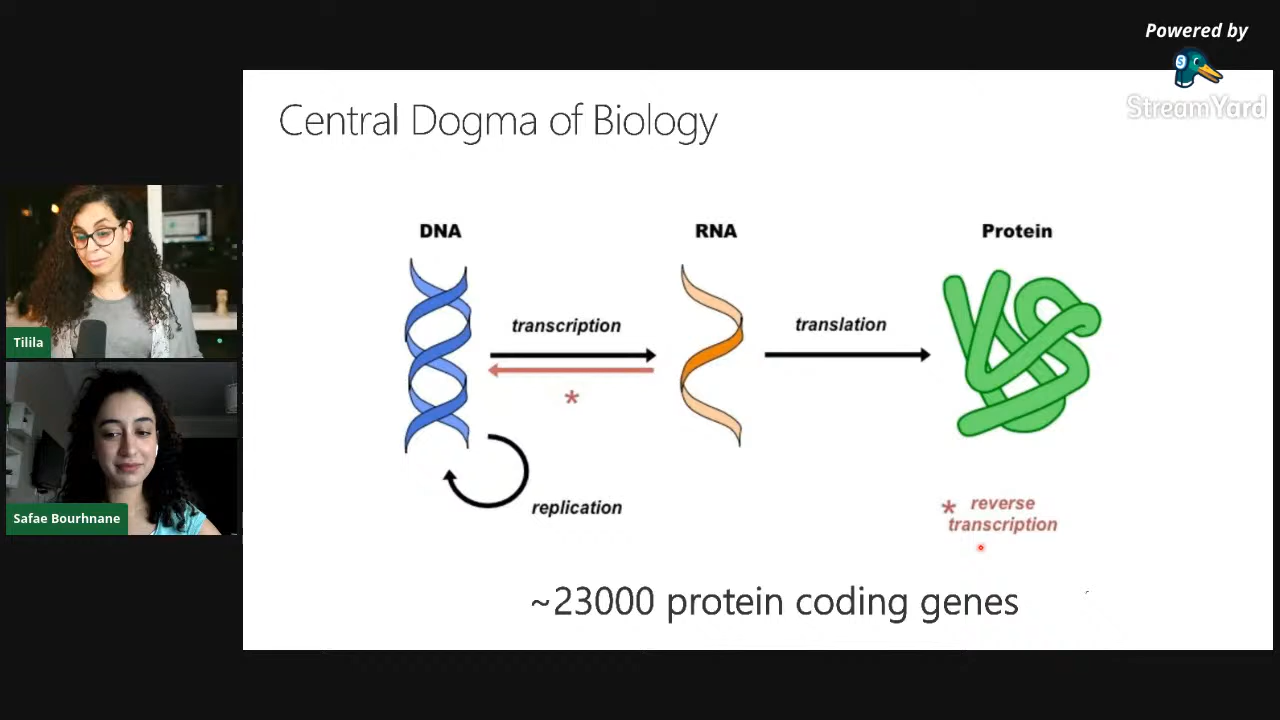 Powered by
StreamYard
Central Dogma of Biology
DNA
RNA
Protein
transcription
translation
*
replication
* reverse
transcription
~23000 protein coding genes
Tilila
Safae Bourhnane